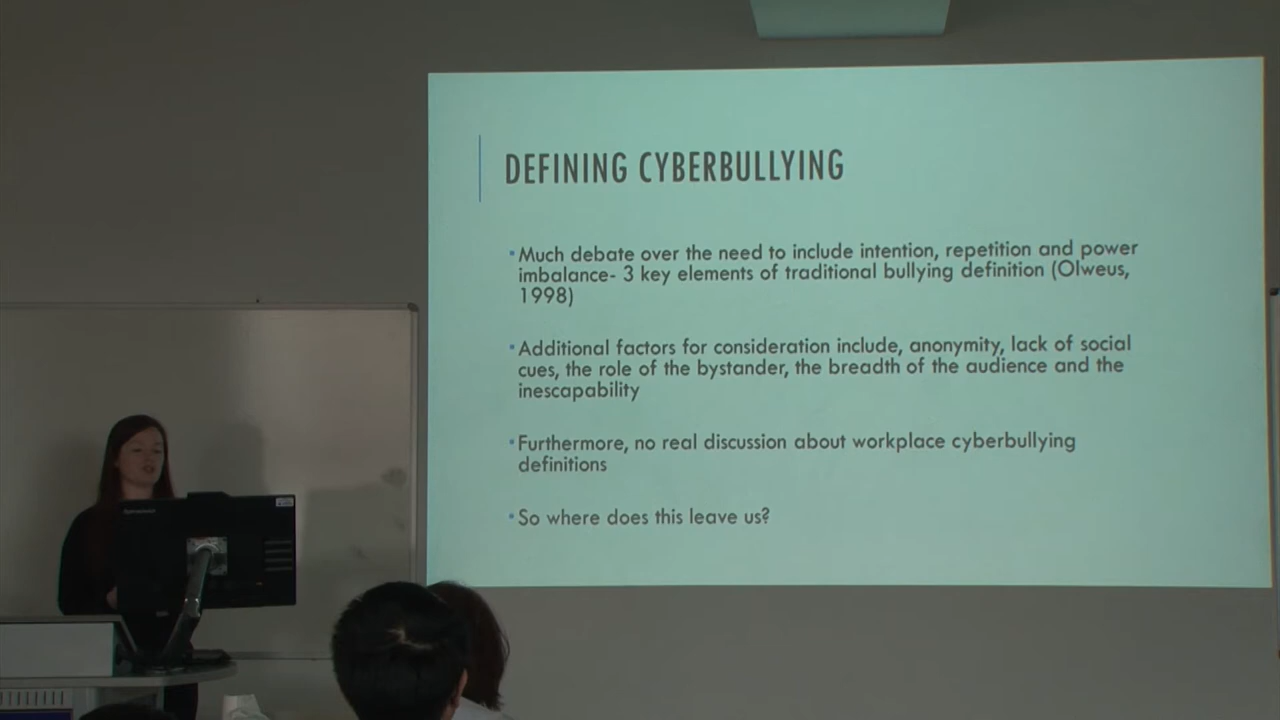 DEFINING CYBERBULLYING
Much debate over the need to include intention, repetition and power
imbalance- 3 key elements of traditional bullying definition (Olweus,
1998)
Additional factors for consideration include, anonymity, lack of social
cues, the role of the bystander, the breadth of the audience and the
inescapability
Furthermore, no real discussion about workplace cyberbullying
definitions
So where does this leave us?